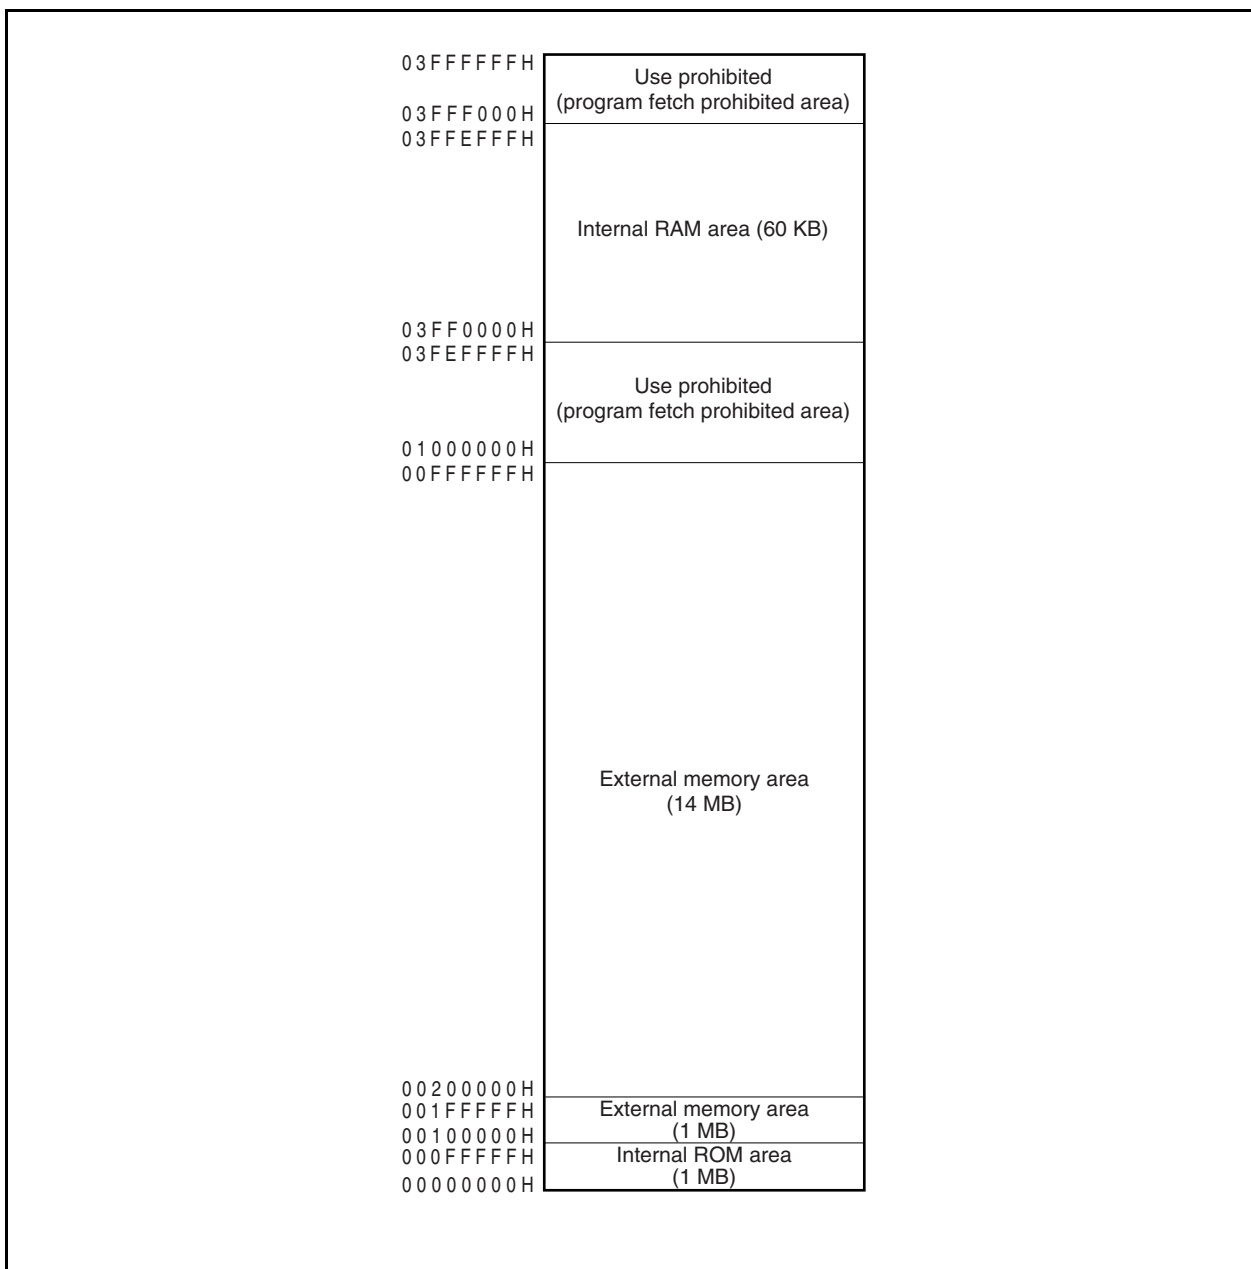 03FFFFFFH
Use prohibited
(program fetch prohibited area)
03FFF000H
03FFEFFFH
Internal RAM area (60 KB)
03FF0000H
03FEFFFFH
Use prohibited
(program fetch prohibited area)
01000000H
00FFFFFFH
External memory area
(14 MB)
00200000H
001FFFFFH
External memory area
(1 MB)
00100000H
000FFFFFH
Internal ROM area
(1 MB)
00000000H